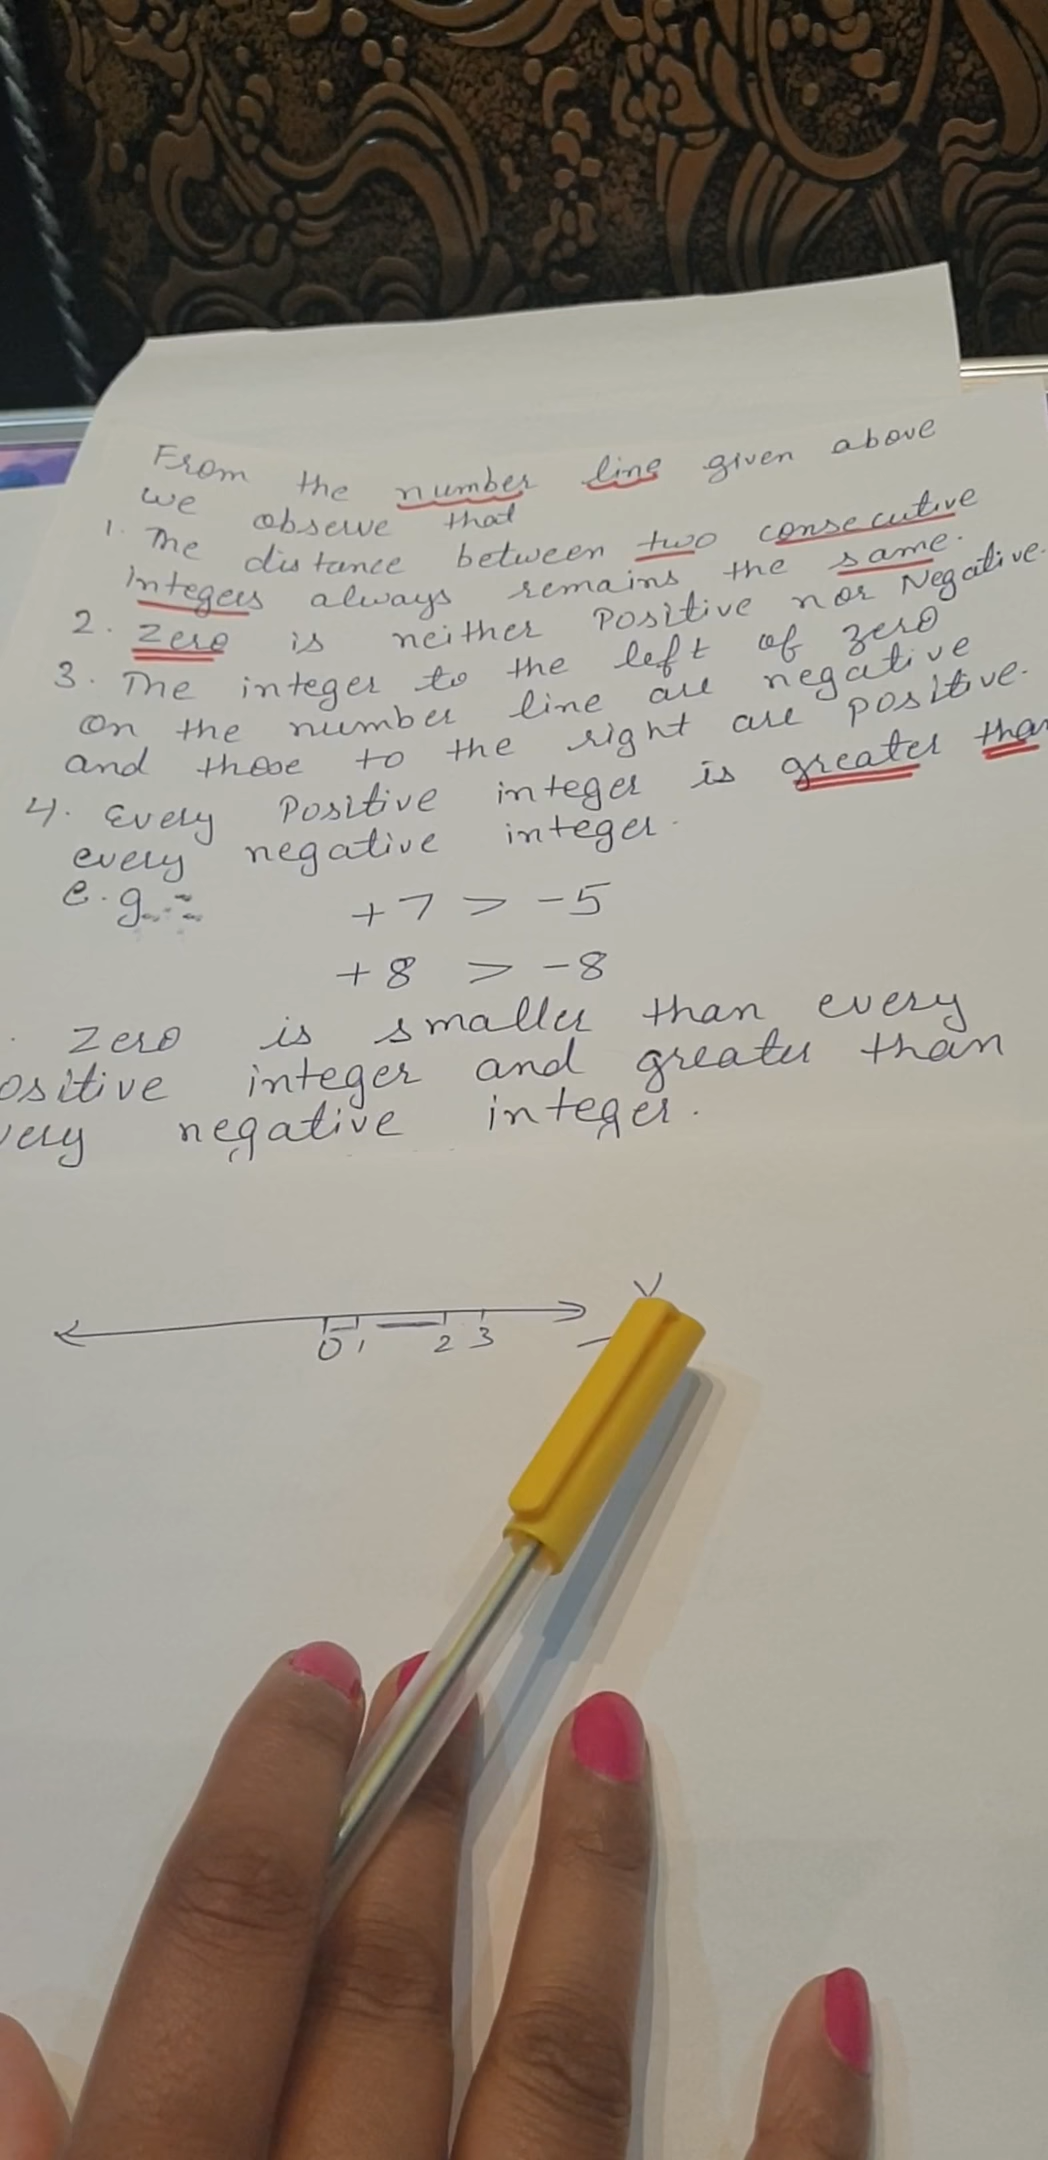 From the number line given above
we observe that
1. The distance between two consecutive
integers always remains the same.
2. Zero is neither Positive nor Negative.
3. The integer to the left of zero
on the number line are negative
and those to the right are positive.
4. Every Positive integer is greater than
every negative integer.
e.g.:-
+7 > -5
+8 > -8
. Zero is smaller than every
ositive integer and greater than
very negative integer.
0 1 2 3